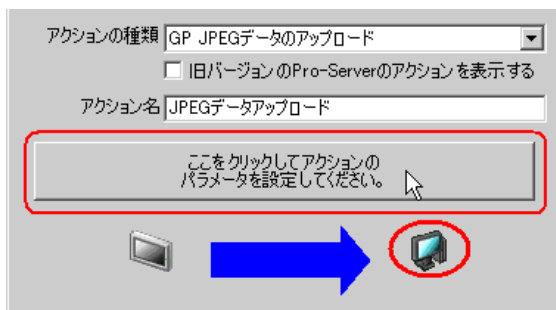 アクションの種類 GP JPEGデータのアップロード
旧バージョンのPro-Serverのアクションを表示する
アクション名 JPEGデータアップロード
ここをクリックしてアクションの
パラメータを設定してください。